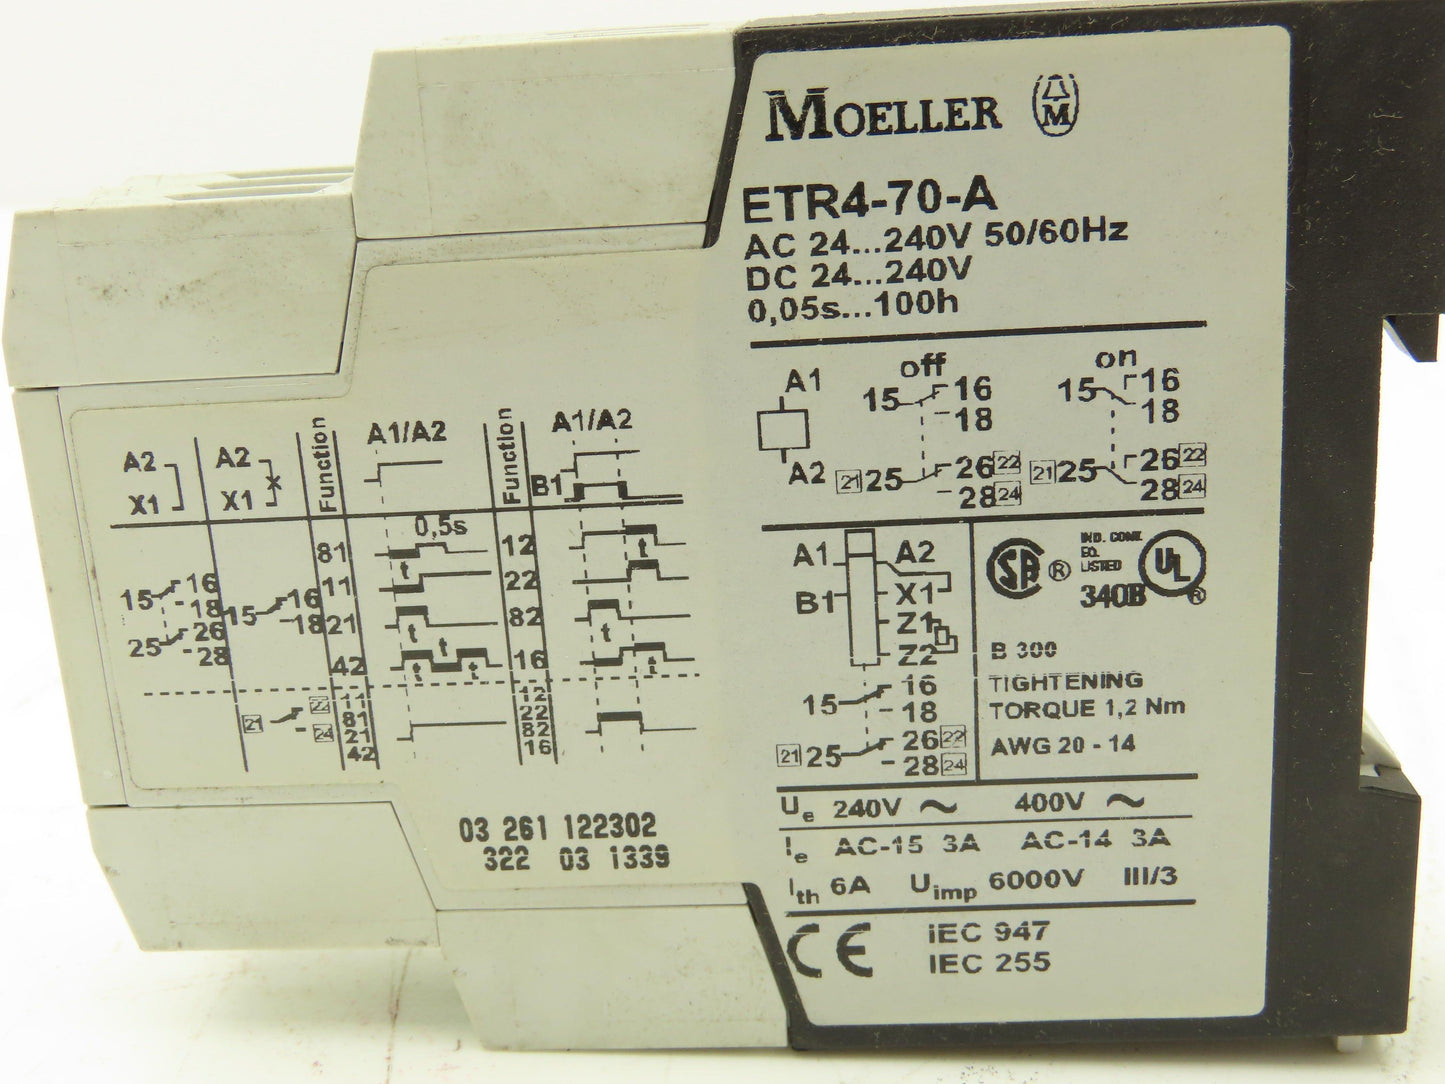 MOELLER M
ETR4-70-A
AC 24...240V 50/60Hz
DC 24...240V
0,05s...100h
off on
A1 15 16 15 16
18 18
A2 21 25 26 22 21 25 26 22
28 24 28 24
A1 A2
B1 X1
Z1
Z2
15 16
18
21 25 26 22
28 24
SA ®
IND. CONT.
EQ.
LISTED
340B
UL ®
B 300
TIGHTENING
TORQUE 1,2 Nm
AWG 20 - 14
Ue 240V ~ 400V ~
Ie AC-15 3A AC-14 3A
Ith 6A Uimp 6000V III/3
CE
IEC 947
IEC 255
A2 A2 Function A1/A2 Function A1/A2
X1 X1 B1
81 0,5s 12
t t
15 16 11 22
18 15 16
25 26 18 21 82
28 t t
42 t t t 16 t
21 22 11 12
24 81 22
21 82
42 16
03 261 122302
322 03 1339